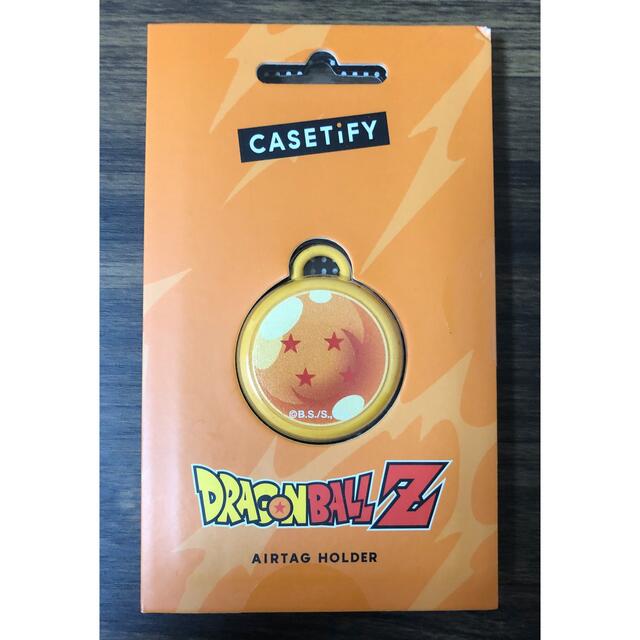 CASETiFY
©B.S./S.,
DRAGONBALL Z
AIRTAG HOLDER